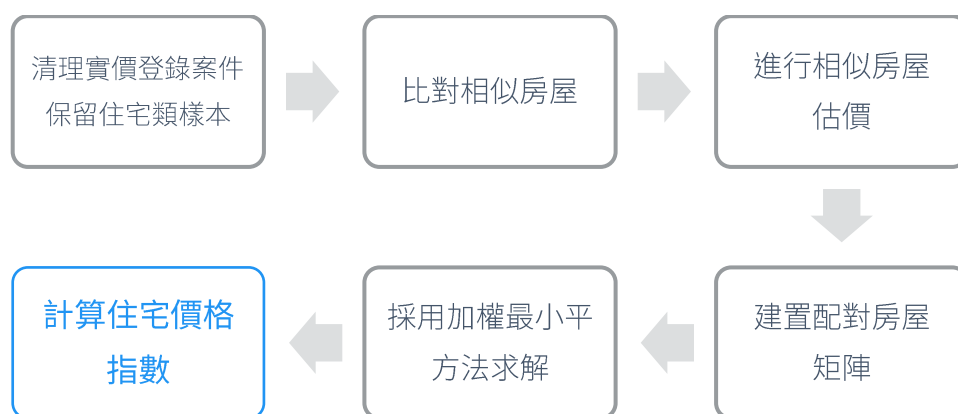 清理實價登錄案件
保留住宅類樣本
比對相似房屋
進行相似房屋
估價
建置配對房屋
矩陣
採用加權最小平
方法求解
計算住宅價格
指數